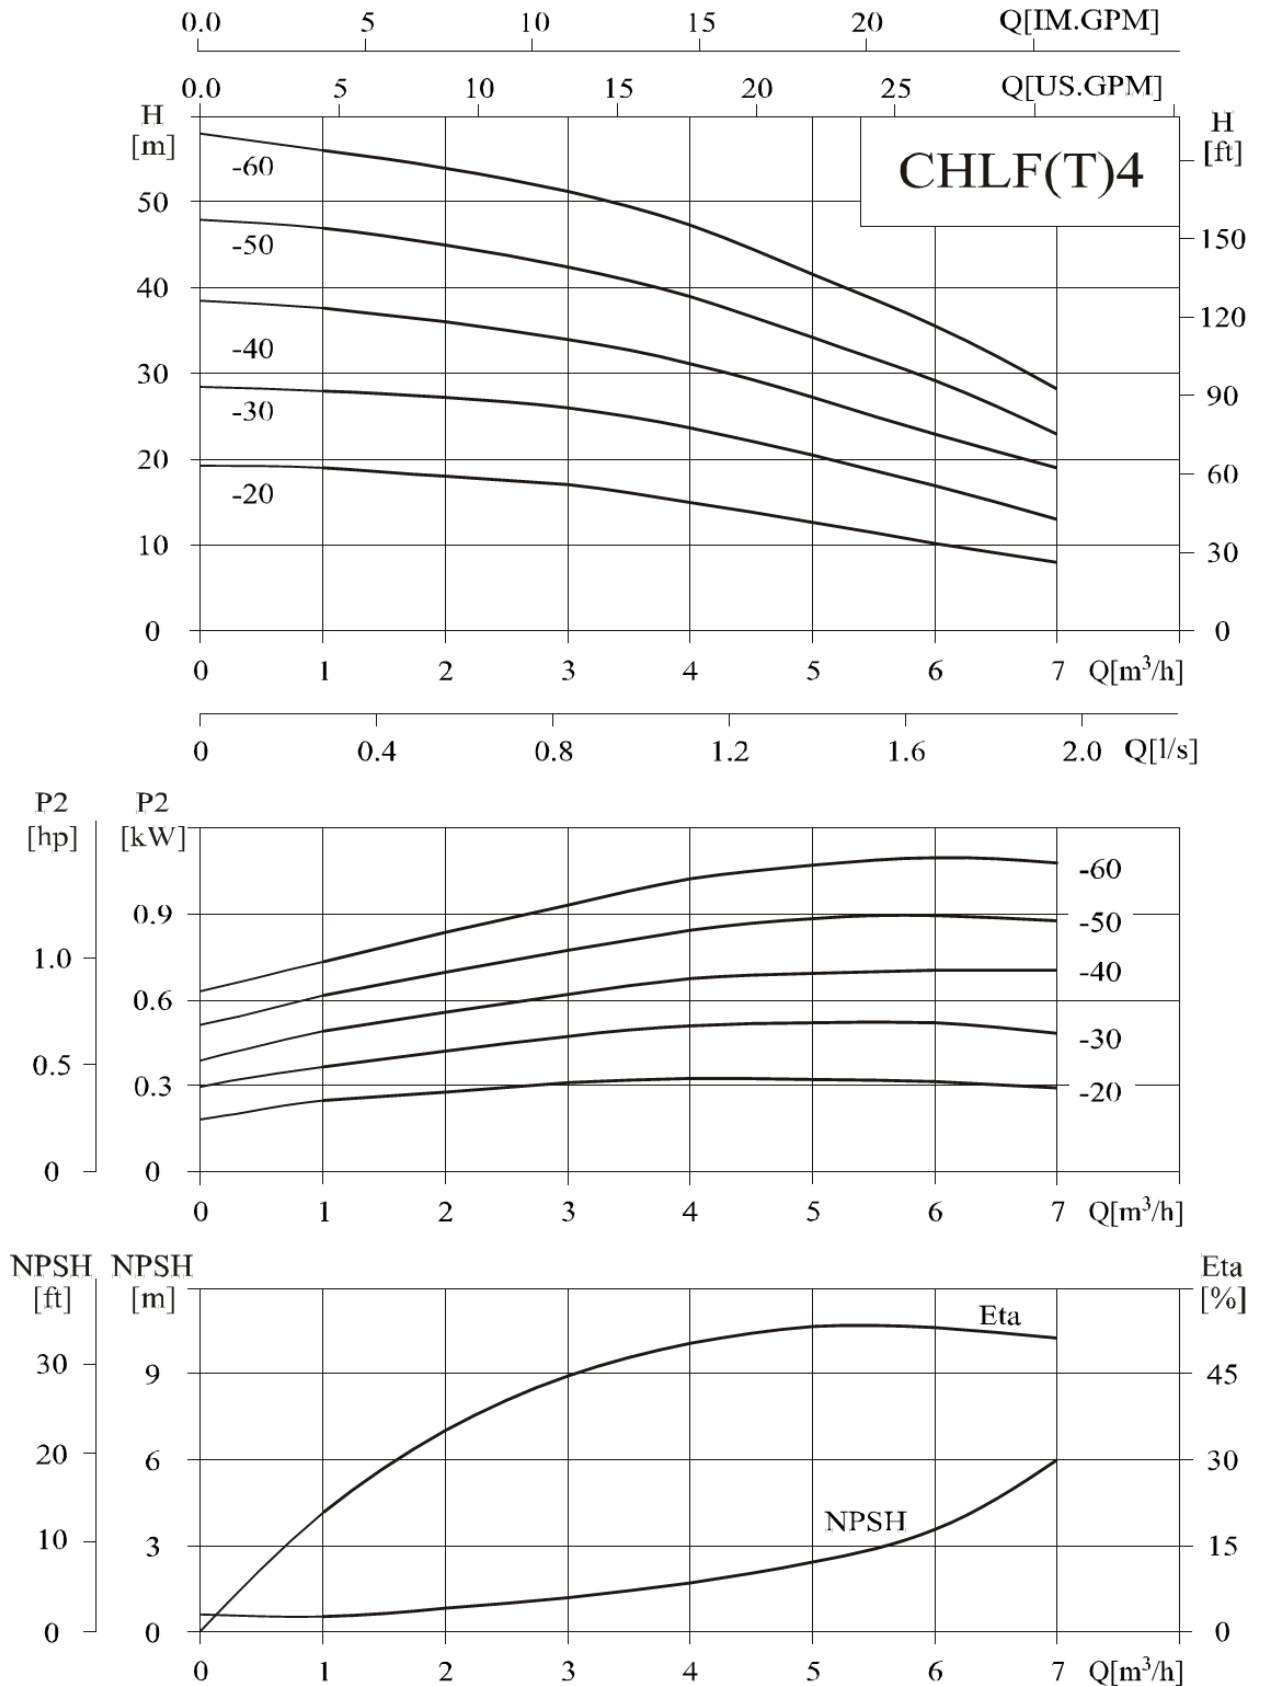 0.0 5 10 15 20 Q[IM.GPM]
0.0 5 10 15 20 25 Q[US.GPM]
H [m]
H [ft]
CHLF(T)4
-60
50
150
-50
40
120
-40
30
90
-30
20
60
-20
10
30
0
0
0 1 2 3 4 5 6 7 Q[m³/h]
0 0.4 0.8 1.2 1.6 2.0 Q[l/s]
P2 [hp]
P2 [kW]
-60
0.9
-50
1.0
-40
0.6
-30
0.5
0.3
-20
0
0
0 1 2 3 4 5 6 7 Q[m³/h]
NPSH [ft]
NPSH [m]
Eta [%]
Eta
30
9
45
20
6
30
NPSH
10
3
15
0
0
0
0 1 2 3 4 5 6 7 Q[m³/h]